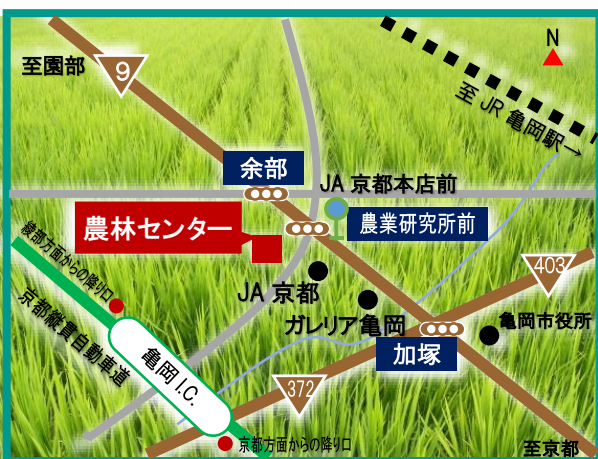 N
至園部
9
至 JR 亀岡駅→
余部
JA 京都本店前
農林センター
農業研究所前
綾部方面からの降り口
JA 京都
403
京都縦貫自動車道
ガレリア亀岡
亀岡市役所
亀岡 I.C.
加塚
372
京都方面からの降り口
至京都